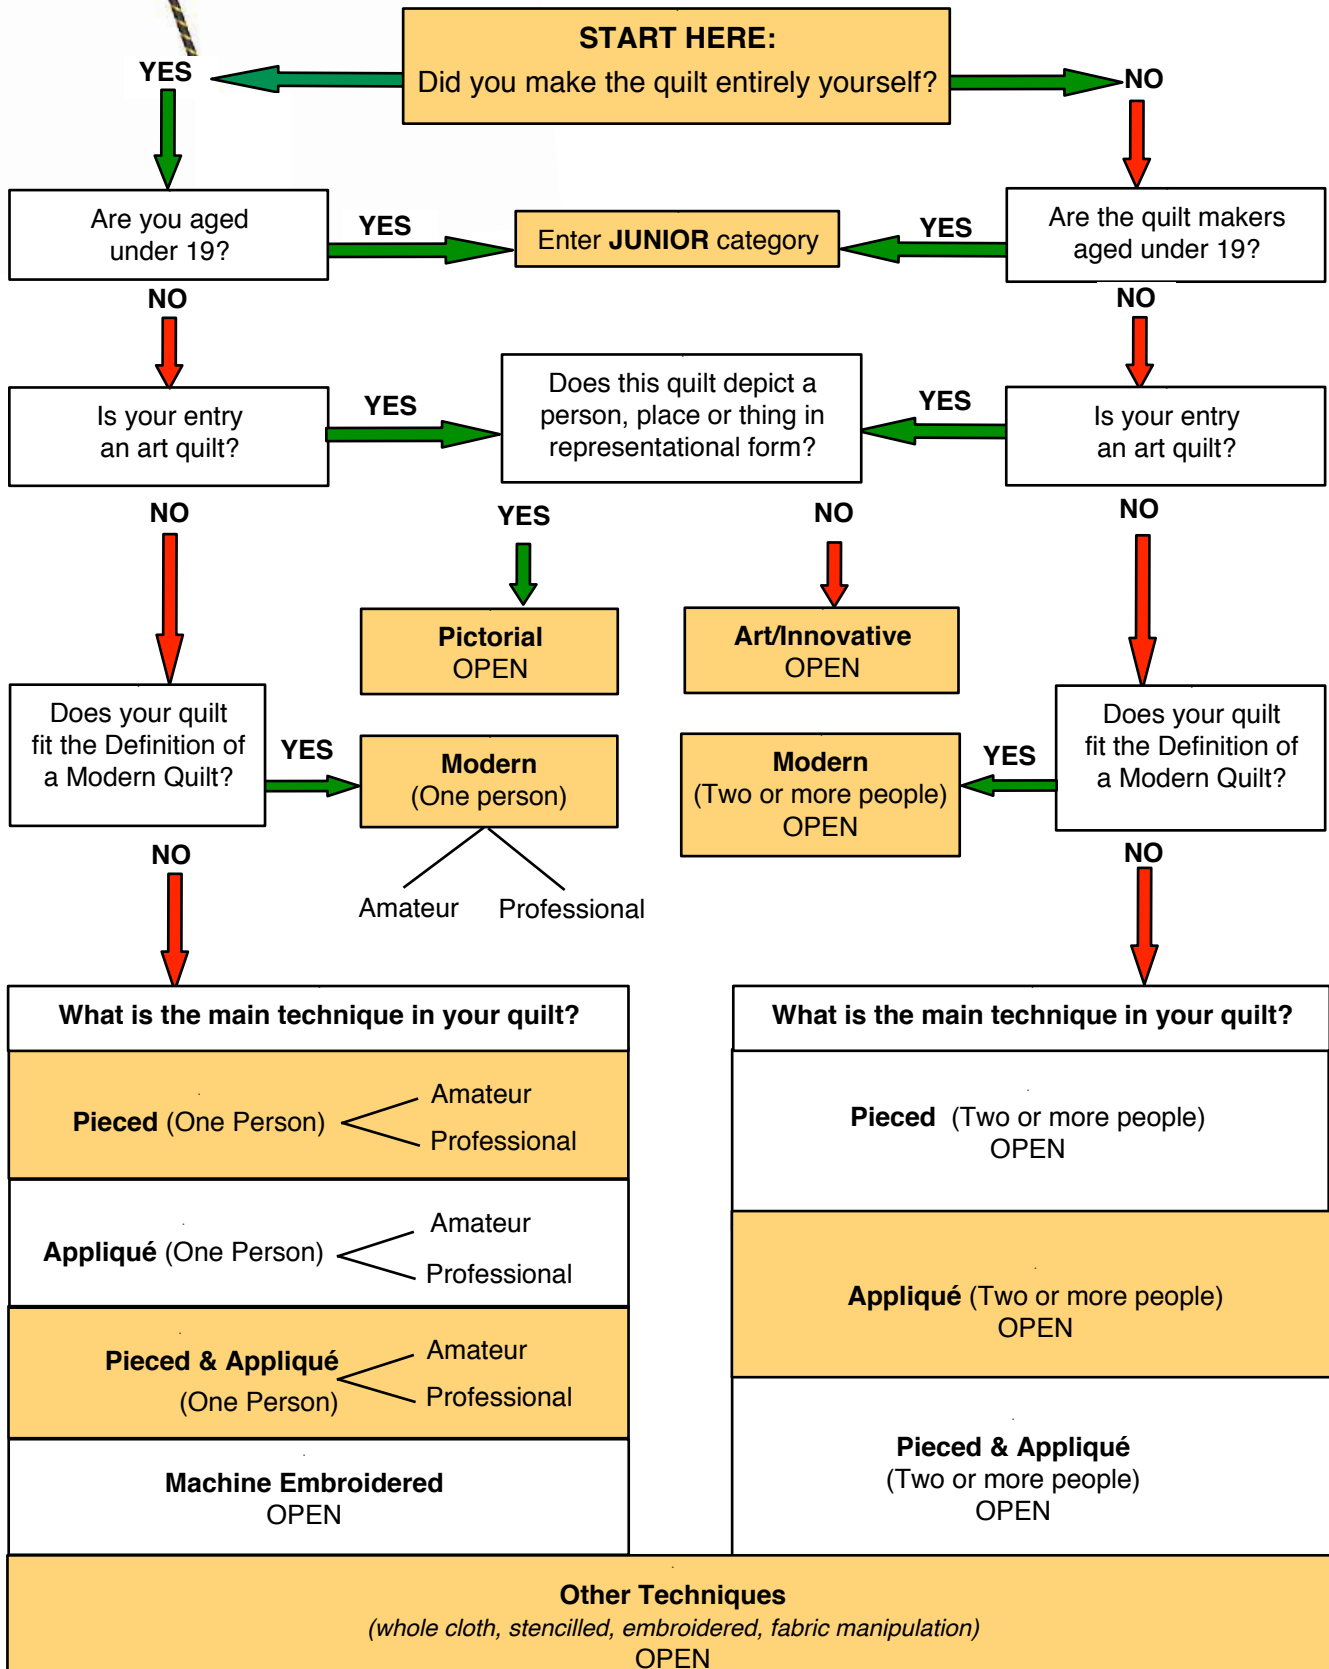 START HERE:
Did you make the quilt entirely yourself?
YES
NO
Are you aged
under 19?
YES
Enter JUNIOR category
YES
Are the quilt makers
aged under 19?
NO
NO
Is your entry
an art quilt?
YES
Does this quilt depict a
person, place or thing in
representational form?
YES
Is your entry
an art quilt?
NO
YES
NO
NO
Pictorial
OPEN
Art/Innovative
OPEN
Does your quilt
fit the Definition of
a Modern Quilt?
YES
Modern
(One person)
Amateur
Professional
Modern
(Two or more people)
OPEN
YES
Does your quilt
fit the Definition of
a Modern Quilt?
NO
NO
What is the main technique in your quilt?
Pieced (One Person)
Amateur
Professional
Appliqué (One Person)
Amateur
Professional
Pieced & Appliqué
(One Person)
Amateur
Professional
Machine Embroidered
OPEN
What is the main technique in your quilt?
Pieced (Two or more people)
OPEN
Appliqué (Two or more people)
OPEN
Pieced & Appliqué
(Two or more people)
OPEN
Other Techniques
(whole cloth, stencilled, embroidered, fabric manipulation)
OPEN